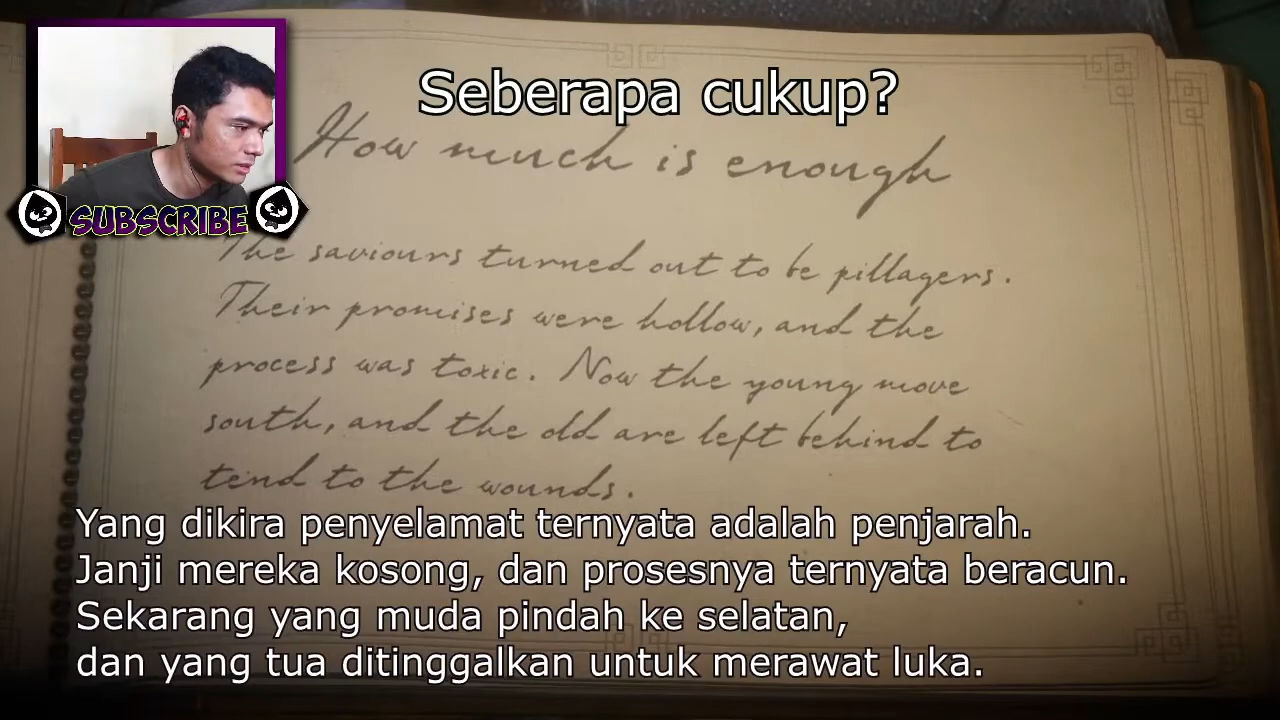 Seberapa cukup?
How much is enough
SUBSCRIBE
The saviours turned out to be pillagers.
Their promises were hollow, and the
process was toxic. Now the young move
south, and the old are left behind to
tend to the wounds.
Yang dikira penyelamat ternyata adalah penjarah.
Janji mereka kosong, dan prosesnya ternyata beracun.
Sekarang yang muda pindah ke selatan,
dan yang tua ditinggalkan untuk merawat luka.